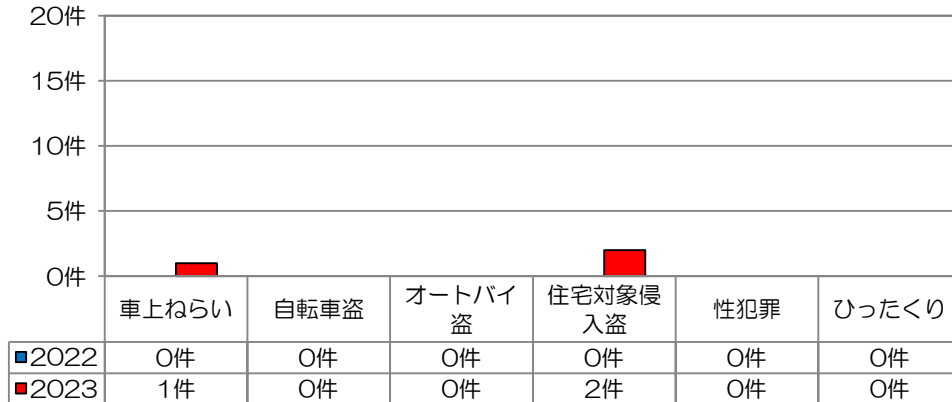 20件
15件
10件
5件
0件
車上ねらい 自転車盗 オートバイ盗 住宅対象侵入盗 性犯罪 ひったくり
2022 0件 0件 0件 0件 0件 0件
2023 1件 0件 0件 2件 0件 0件